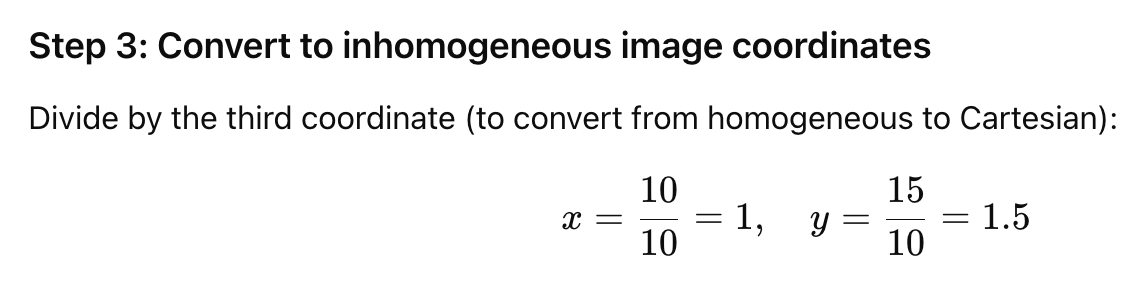 Step 3: Convert to inhomogeneous image coordinates
Divide by the third coordinate (to convert from homogeneous to Cartesian):
x = 10/10 = 1, y = 15/10 = 1.5